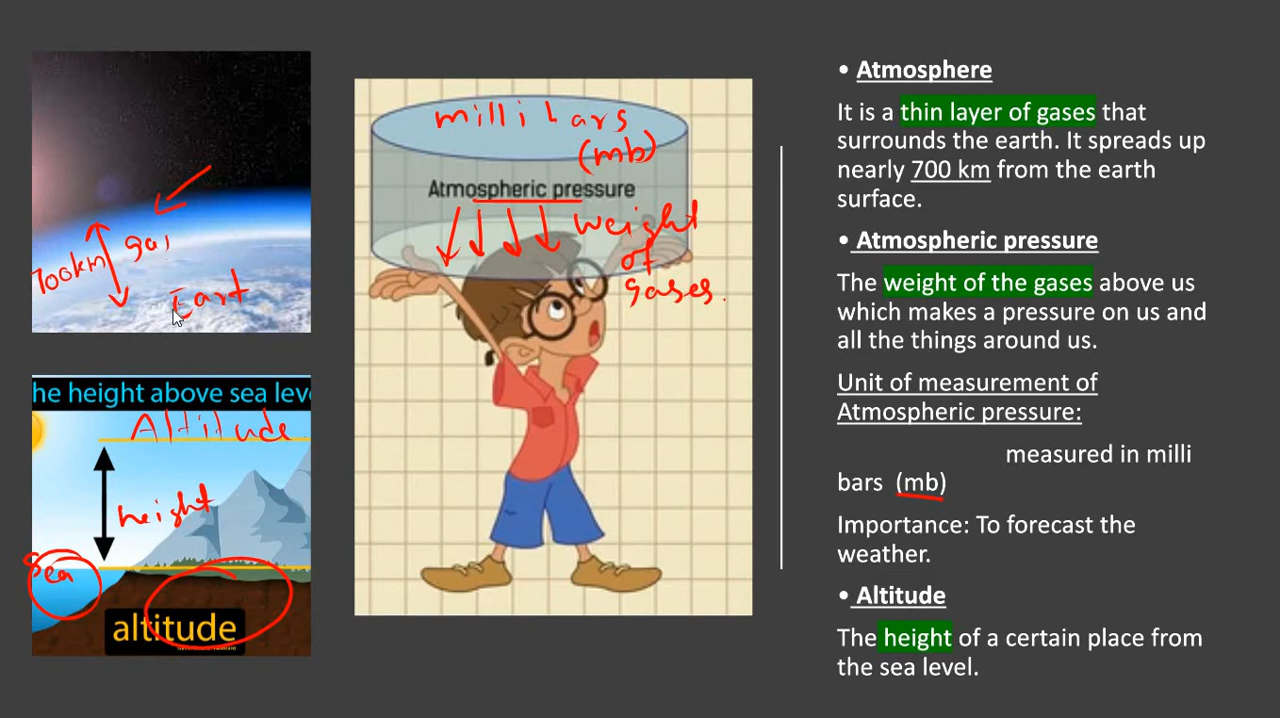 700km
gas
Eart
he height above sea leve
Altitude
height
Sea
altitude
milli bars
(mb)
Atmospheric pressure
weight
of
gases.
• Atmosphere
It is a thin layer of gases that
surrounds the earth. It spreads up
nearly 700 km from the earth
surface.
• Atmospheric pressure
The weight of the gases above us
which makes a pressure on us and
all the things around us.
Unit of measurement of
Atmospheric pressure:
measured in milli
bars (mb)
Importance: To forecast the
weather.
• Altitude
The height of a certain place from
the sea level.